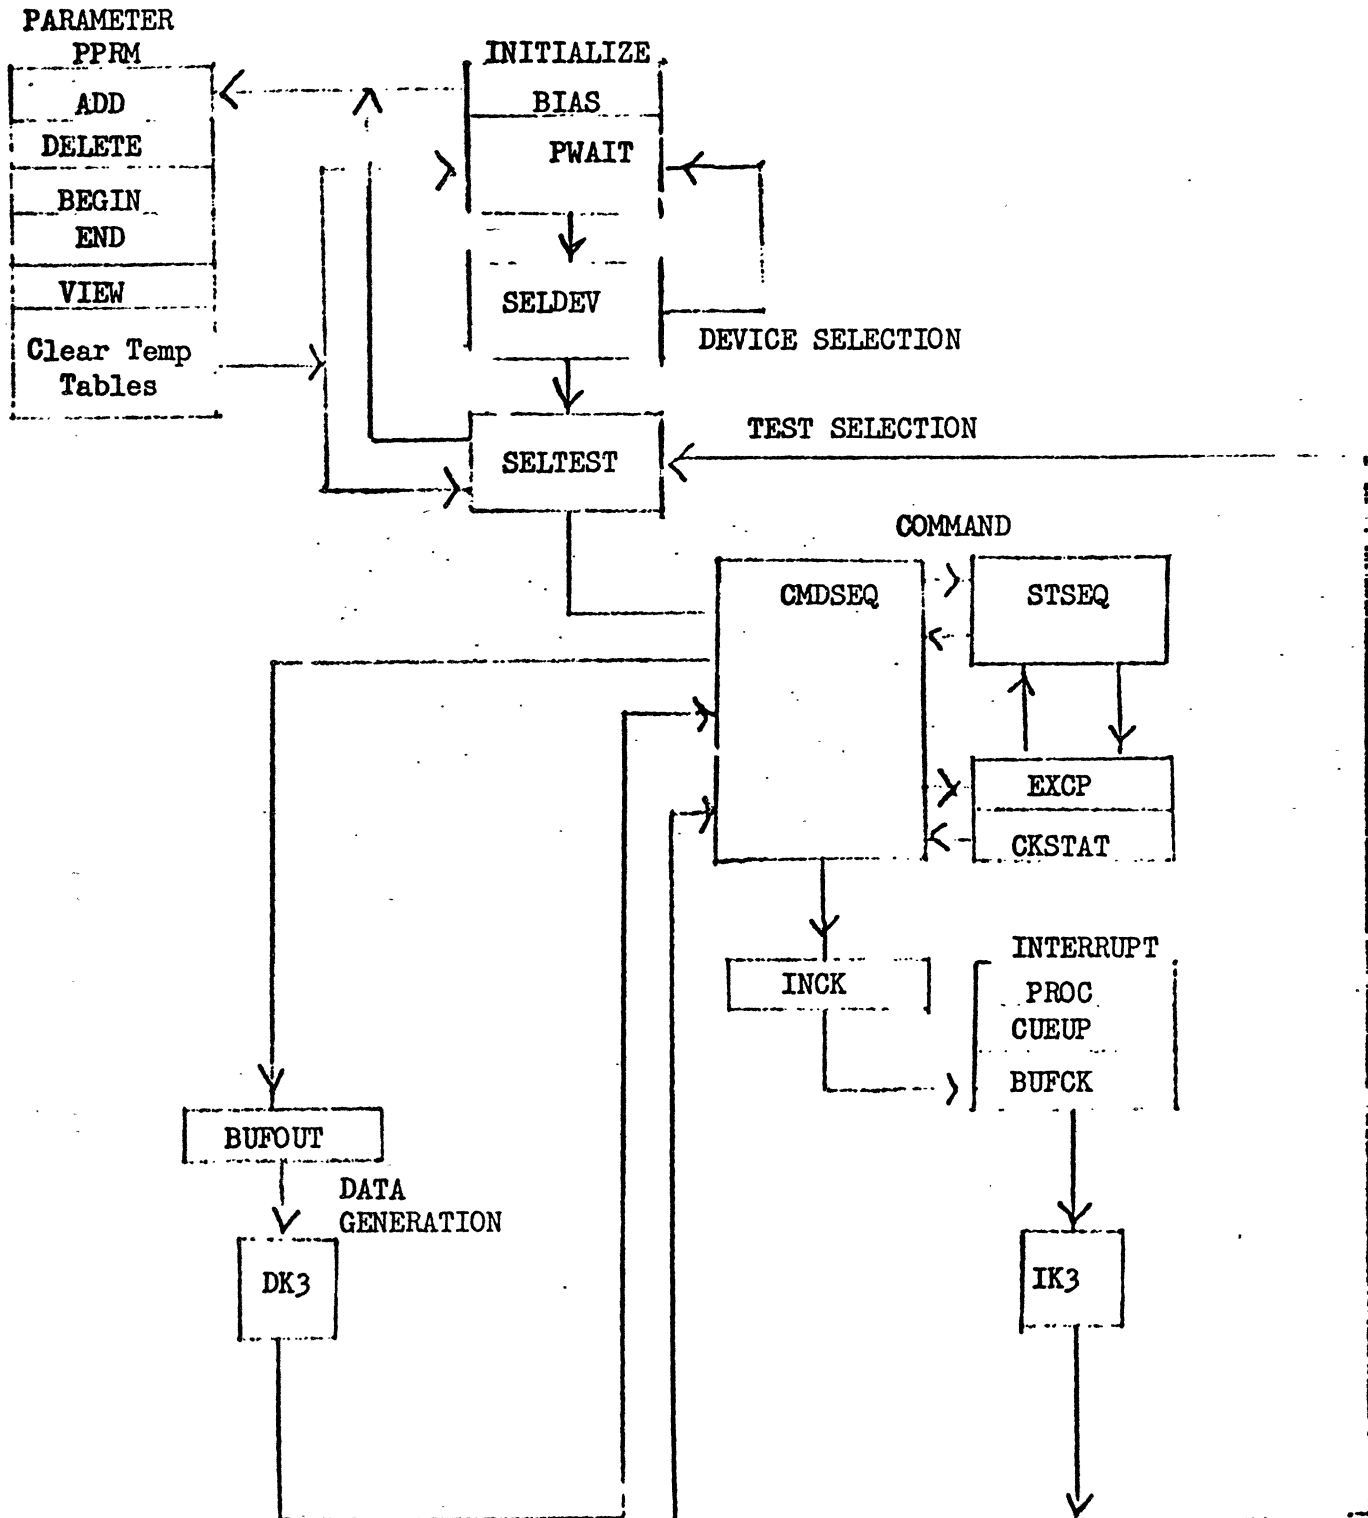 PARAMETER
PPRM
ADD
DELETE
BEGIN
END
VIEW
Clear Temp
Tables
INITIALIZE
BIAS
PWAIT
SELDEV
DEVICE SELECTION
SELTEST
TEST SELECTION
COMMAND
CMDSEQ
STSEQ
EXCP
CKSTAT
INCK
INTERRUPT
PROC
CUEUP
BUFCK
BUFOUT
DATA
GENERATION
DK3
IK3